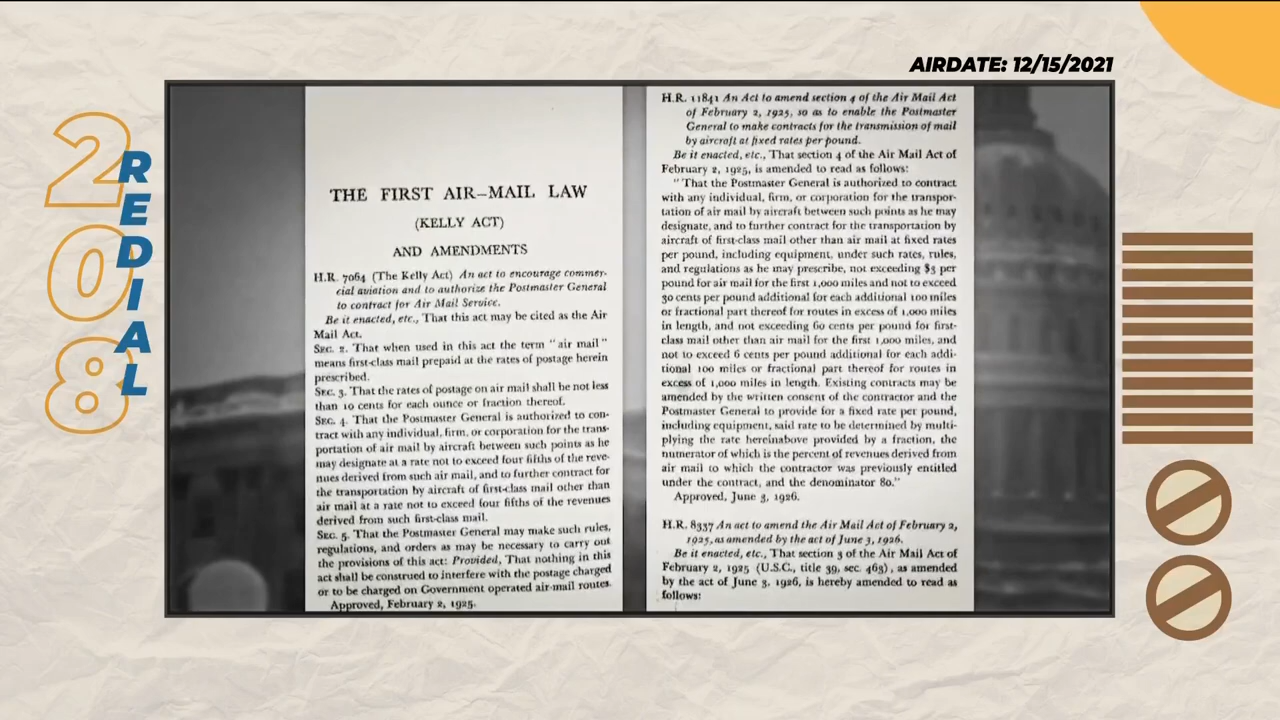 AIRDATE: 12/15/2021
208
REDIAL
THE FIRST AIR–MAIL LAW
(KELLY ACT)
AND AMENDMENTS
H.R. 7064 (The Kelly Act) An act to encourage commer-
cial aviation and to authorize the Postmaster General
to contract for Air Mail Service.
Be it enacted, etc., That this act may be cited as the Air
Mail Act.
SEC. 2. That when used in this act the term "air mail"
means first-class mail prepaid at the rates of postage herein
prescribed.
SEC. 3. That the rates of postage on air mail shall be not less
than 10 cents for each ounce or fraction thereof.
SEC. 4. That the Postmaster General is authorized to con-
tract with any individual, firm, or corporation for the trans-
portation of air mail by aircraft between such points as he
may designate at a rate not to exceed four fifths of the reve-
nues derived from such air mail, and to further contract for
the transportation by aircraft of first-class mail other than
air mail at a rate not to exceed four fifths of the revenues
derived from such first-class mail.
SEC. 5. That the Postmaster General may make such rules,
regulations, and orders as may be necessary to carry out
the provisions of this act: Provided, That nothing in this
act shall be construed to interfere with the postage charged
or to be charged on Government operated air-mail routes.
Approved, February 2, 1925.
H.R. 11841 An Act to amend section 4 of the Air Mail Act
of February 2, 1925, so as to enable the Postmaster
General to make contracts for the transmission of mail
by aircraft at fixed rates per pound.
Be it enacted, etc., That section 4 of the Air Mail Act of
February 2, 1925, is amended to read as follows:
"That the Postmaster General is authorized to contract
with any individual, firm, or corporation for the transpor-
tation of air mail by aircraft between such points as he may
designate, and to further contract for the transportation by
aircraft of first-class mail other than air mail at fixed rates
per pound, including equipment, under such rates, rules,
and regulations as he may prescribe, not exceeding $3 per
pound for air mail for the first 1,000 miles and not to exceed
30 cents per pound additional for each additional 100 miles
or fractional part thereof for routes in excess of 1,000 miles
in length, and not exceeding 60 cents per pound for first-
class mail other than air mail for the first 1,000 miles, and
not to exceed 6 cents per pound additional for each addi-
tional 100 miles or fractional part thereof for routes in
excess of 1,000 miles in length. Existing contracts may be
amended by the written consent of the contractor and the
Postmaster General to provide for a fixed rate per pound,
including equipment, said rate to be determined by multi-
plying the rate hereinabove provided by a fraction, the
numerator of which is the percent of revenues derived from
air mail to which the contractor was previously entitled
under the contract, and the denominator 80."
Approved, June 3, 1926.
H.R. 8337 An act to amend the Air Mail Act of February 2,
1925, as amended by the act of June 3, 1926.
Be it enacted, etc., That section 3 of the Air Mail Act of
February 2, 1925 (U.S.C., title 39, sec. 463), as amended
by the act of June 3, 1926, is hereby amended to read as
follows: